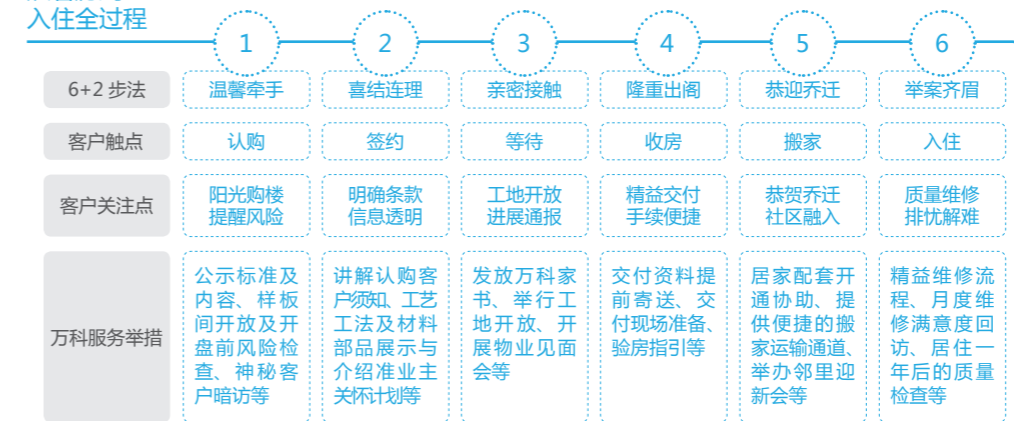 入住全过程
1 2 3 4 5 6
6+2 步法 温馨牵手 喜结连理 亲密接触 隆重出阁 恭迎乔迁 举案齐眉
客户触点 认购 签约 等待 收房 搬家 入住
客户关注点
阳光购楼
提醒风险
明确条款
信息透明
工地开放
进展通报
精益交付
手续便捷
恭贺乔迁
社区融入
质量维修
排忧解难
万科服务举措
公示标准及
内容、样板
间开放及开
盘前风险检
查、神秘客
户暗访等
讲解认购客
户须知、工艺
工法及材料
部品展示与
介绍准业主
关怀计划等
发放万科家
书、举行工
地开放、开
展物业见面
会等
交付资料提
前寄送、交
付现场准备、
验房指引等
居家配套开
通协助、提
供便捷的搬
家运输通道、
举办邻里迎
新会等
精益维修流
程、月度维
修满意度回
访、居住一
年后的质量
检查等